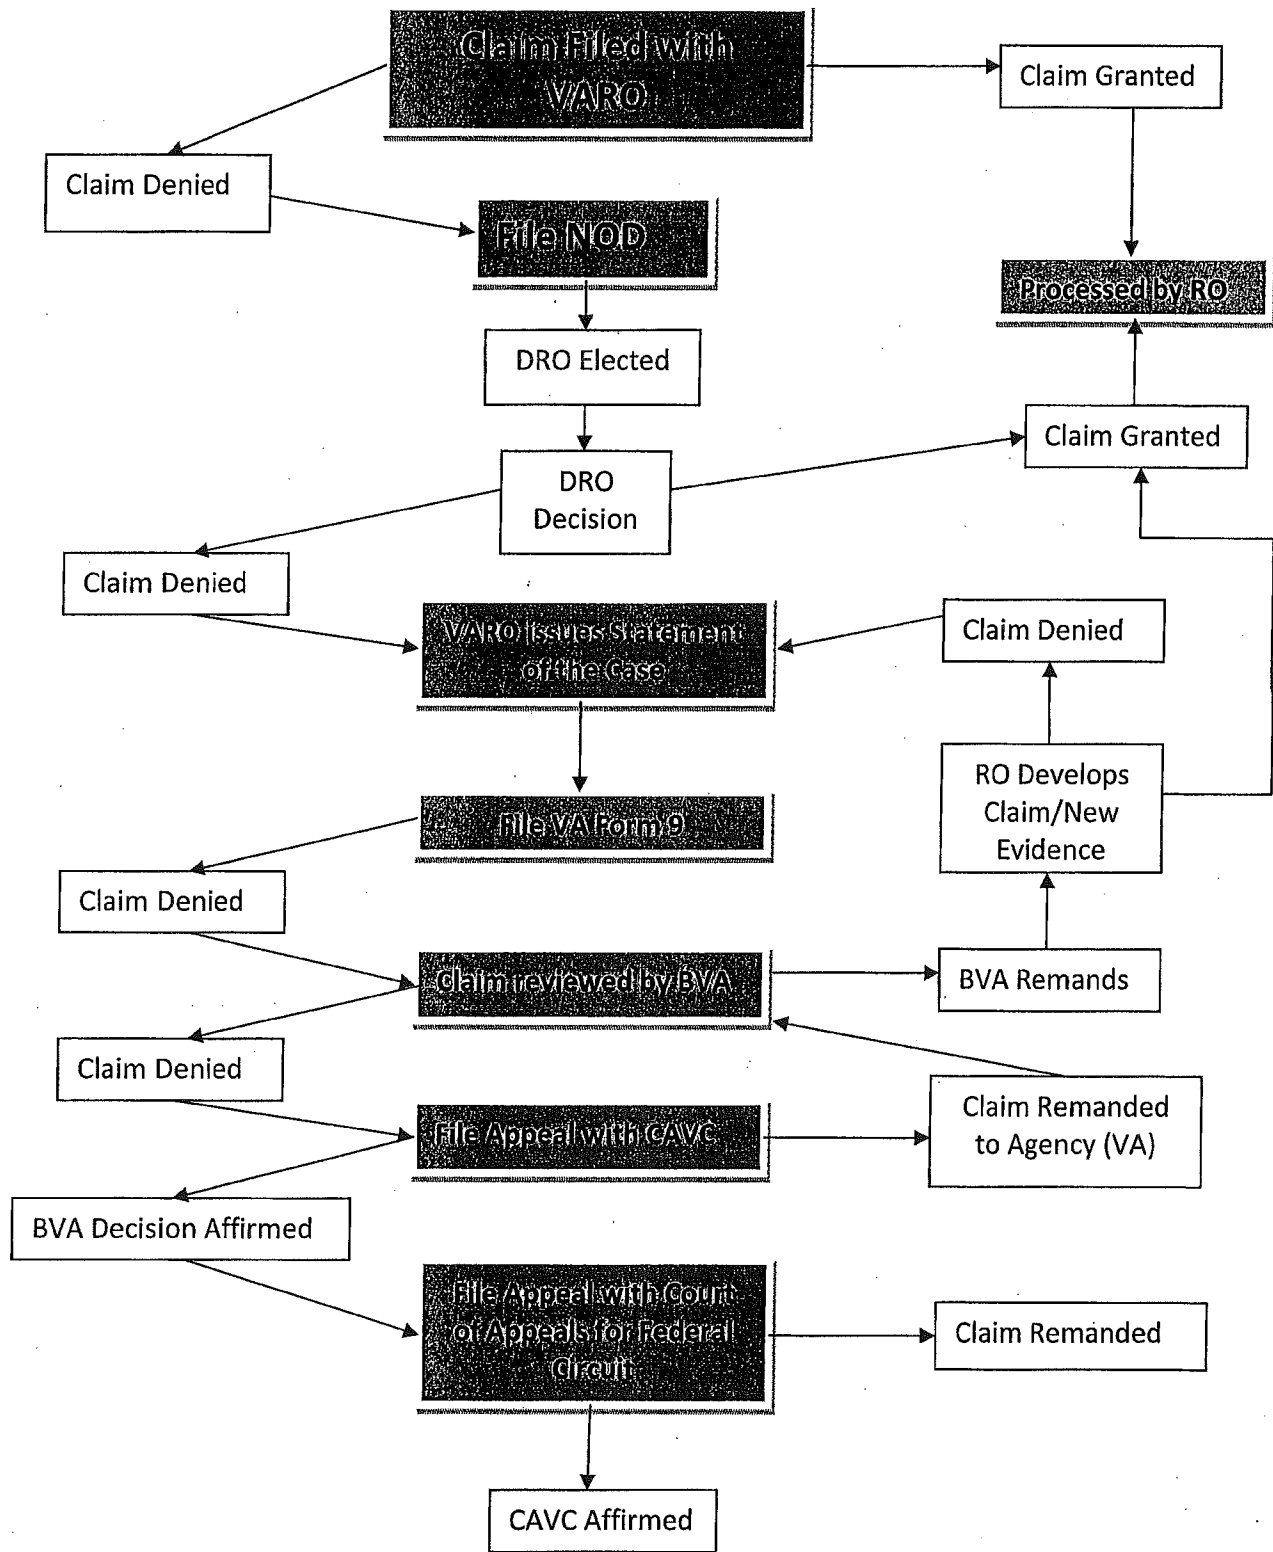 Claim Filed with
VARO
Claim Granted
Claim Denied
File NOD
Processed by RO
DRO Elected
Claim Granted
DRO
Decision
Claim Denied
VARO issues Statement
of the Case
Claim Denied
RO Develops
Claim/New
Evidence
File VA Form 9
Claim Denied
Claim reviewed by BVA
BVA Remands
Claim Denied
Claim Remanded
to Agency (VA)
File Appeal with CAVC
BVA Decision Affirmed
File Appeal with Court
of Appeals for Federal
Circuit
Claim Remanded
CAVC Affirmed